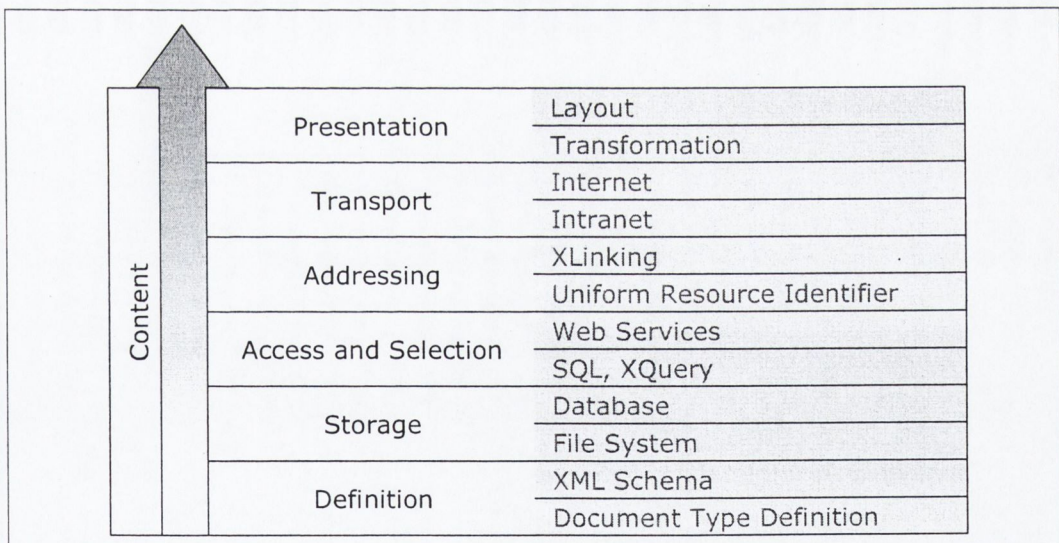 Content
Presentation
Layout
Transformation
Transport
Internet
Intranet
Addressing
XLinking
Uniform Resource Identifier
Access and Selection
Web Services
SQL, XQuery
Storage
Database
File System
Definition
XML Schema
Document Type Definition